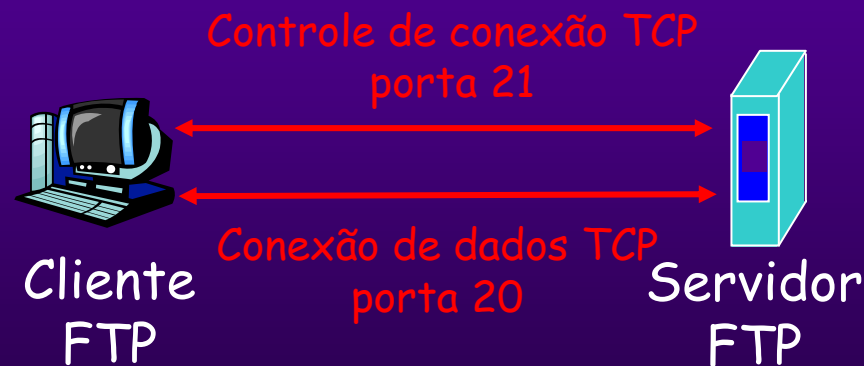 Controle de conexão TCP
porta 21
Conexão de dados TCP
porta 20
Cliente
FTP
Servidor
FTP